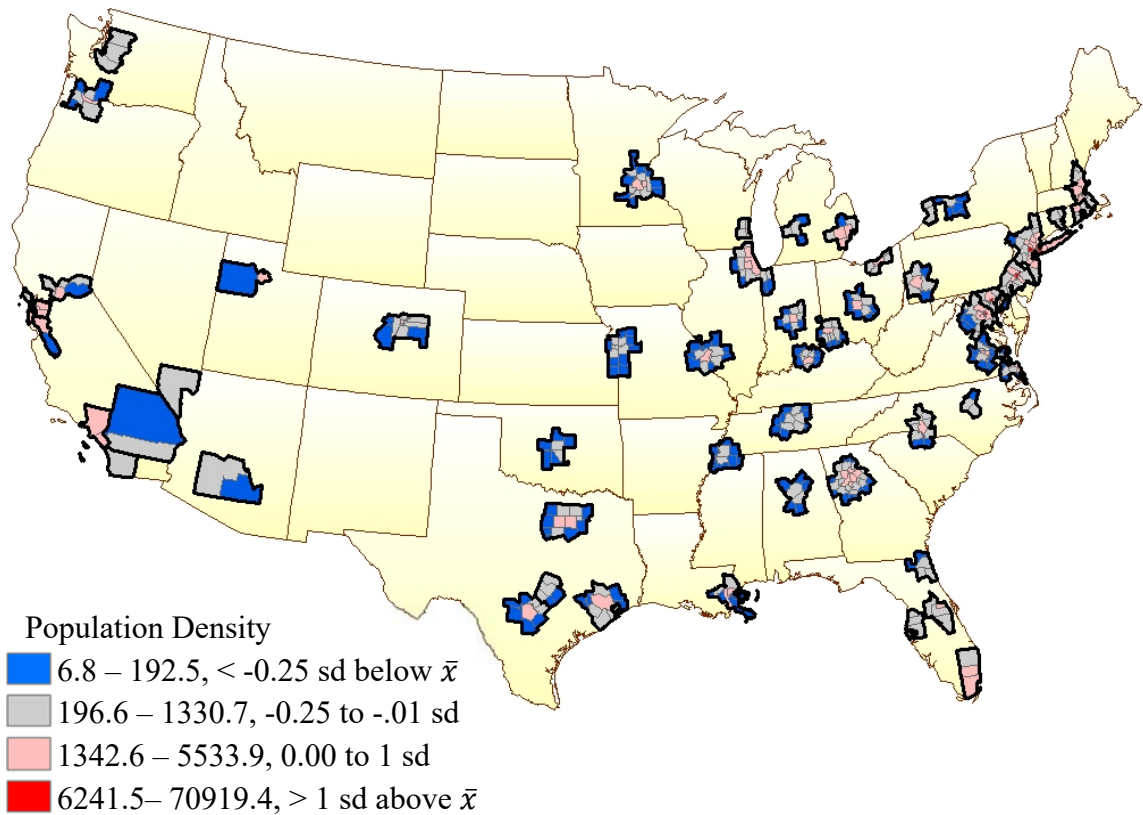 Population Density
6.8 – 192.5, < -0.25 sd below x̄
196.6 – 1330.7, -0.25 to -.01 sd
1342.6 – 5533.9, 0.00 to 1 sd
6241.5– 70919.4, > 1 sd above x̄